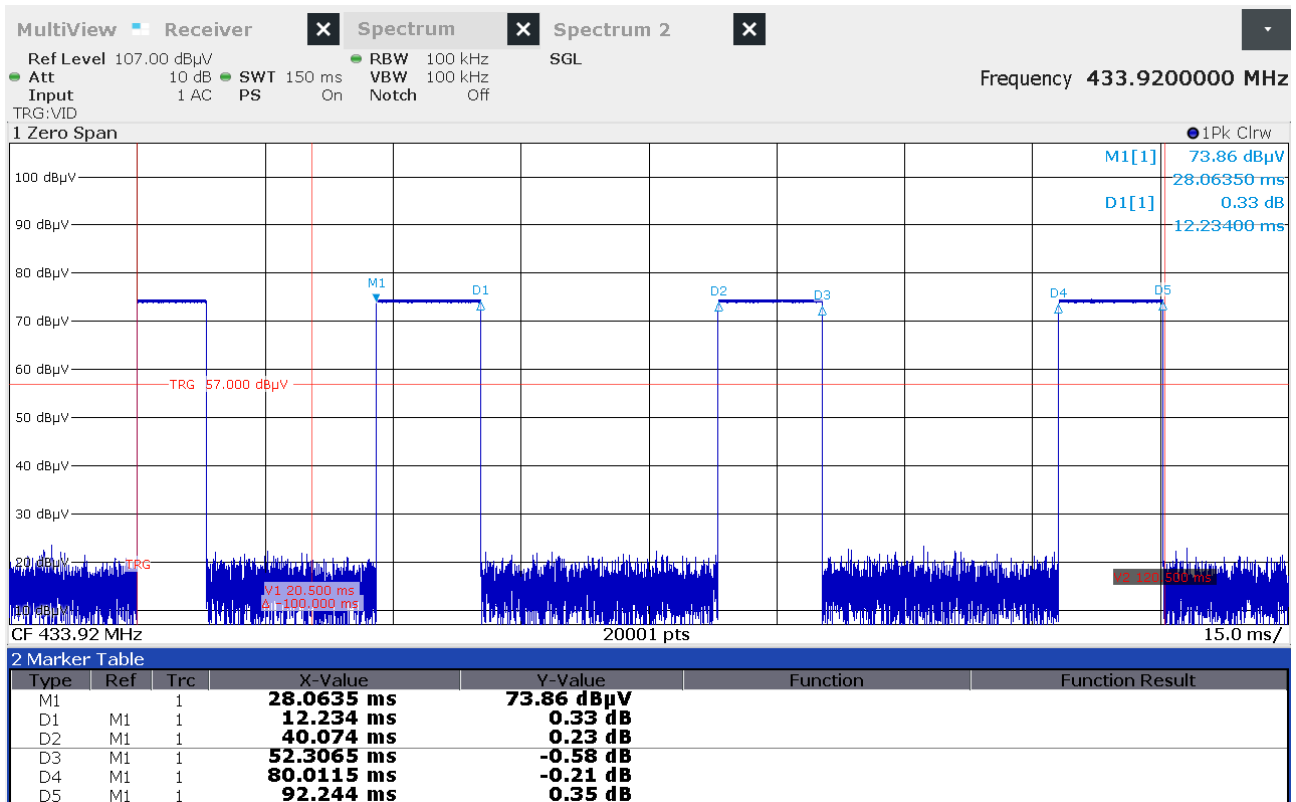 MultiView Receiver Spectrum Spectrum 2
Ref Level 107.00 dBµV RBW 100 kHz SGL
Att 10 dB SWT 150 ms VBW 100 kHz Frequency 433.9200000 MHz
Input 1 AC PS On Notch Off
TRG:VID
1 Zero Span 1Pk Clrw
M1[1] 73.86 dBµV
28.06350 ms
D1[1] 0.33 dB
12.23400 ms
100 dBµV
90 dBµV
80 dBµV
M1 D1 D2 D3 D4 D5
70 dBµV
60 dBµV
TRG 57.000 dBµV
50 dBµV
40 dBµV
30 dBµV
20 dBµV TRG
V1 20.500 ms V2 120.500 ms
Δ -100.000 ms
10 dBµV
CF 433.92 MHz 20001 pts 15.0 ms/
2 Marker Table
Type Ref Trc X-Value Y-Value Function Function Result
M1 1 28.0635 ms 73.86 dBµV
D1 M1 1 12.234 ms 0.33 dB
D2 M1 1 40.074 ms 0.23 dB
D3 M1 1 52.3065 ms -0.58 dB
D4 M1 1 80.0115 ms -0.21 dB
D5 M1 1 92.244 ms 0.35 dB